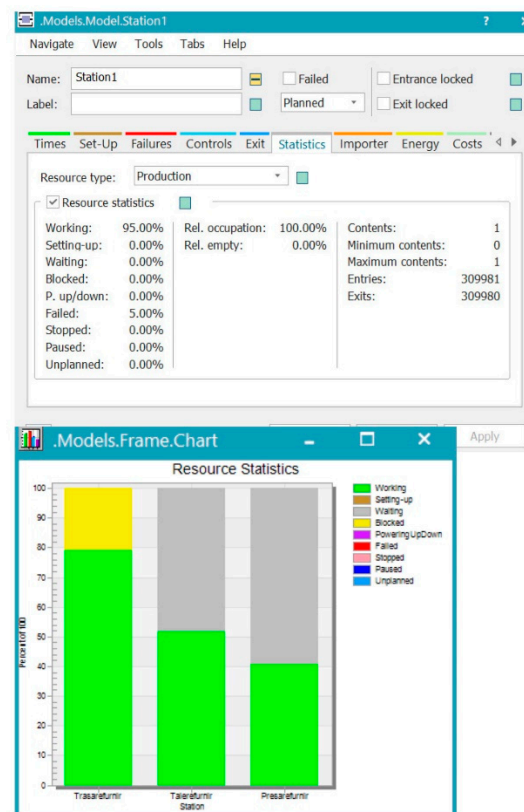 .Models.Model.Station1 ?
Navigate View Tools Tabs Help
Name: Station1 Failed Entrance locked
Label: Planned Exit locked
Times Set-Up Failures Controls Exit Statistics Importer Energy Costs
Resource type: Production
Resource statistics
Working: 95.00% Rel. occupation: 100.00% Contents: 1
Setting-up: 0.00% Rel. empty: 0.00% Minimum contents: 0
Waiting: 0.00% Maximum contents: 1
Blocked: 0.00% Entries: 309981
P. up/down: 0.00% Exits: 309980
Failed: 5.00%
Stopped: 0.00%
Paused: 0.00%
Unplanned: 0.00%
Apply
.Models.Frame.Chart
Resource Statistics
Percent of 100
100
90
80
70
60
50
40
30
20
10
0
Trasarefurnir Taierefurnir Presarefurnir
Station
Working
Setting-up
Waiting
Blocked
PoweringUpDown
Failed
Stopped
Paused
Unplanned